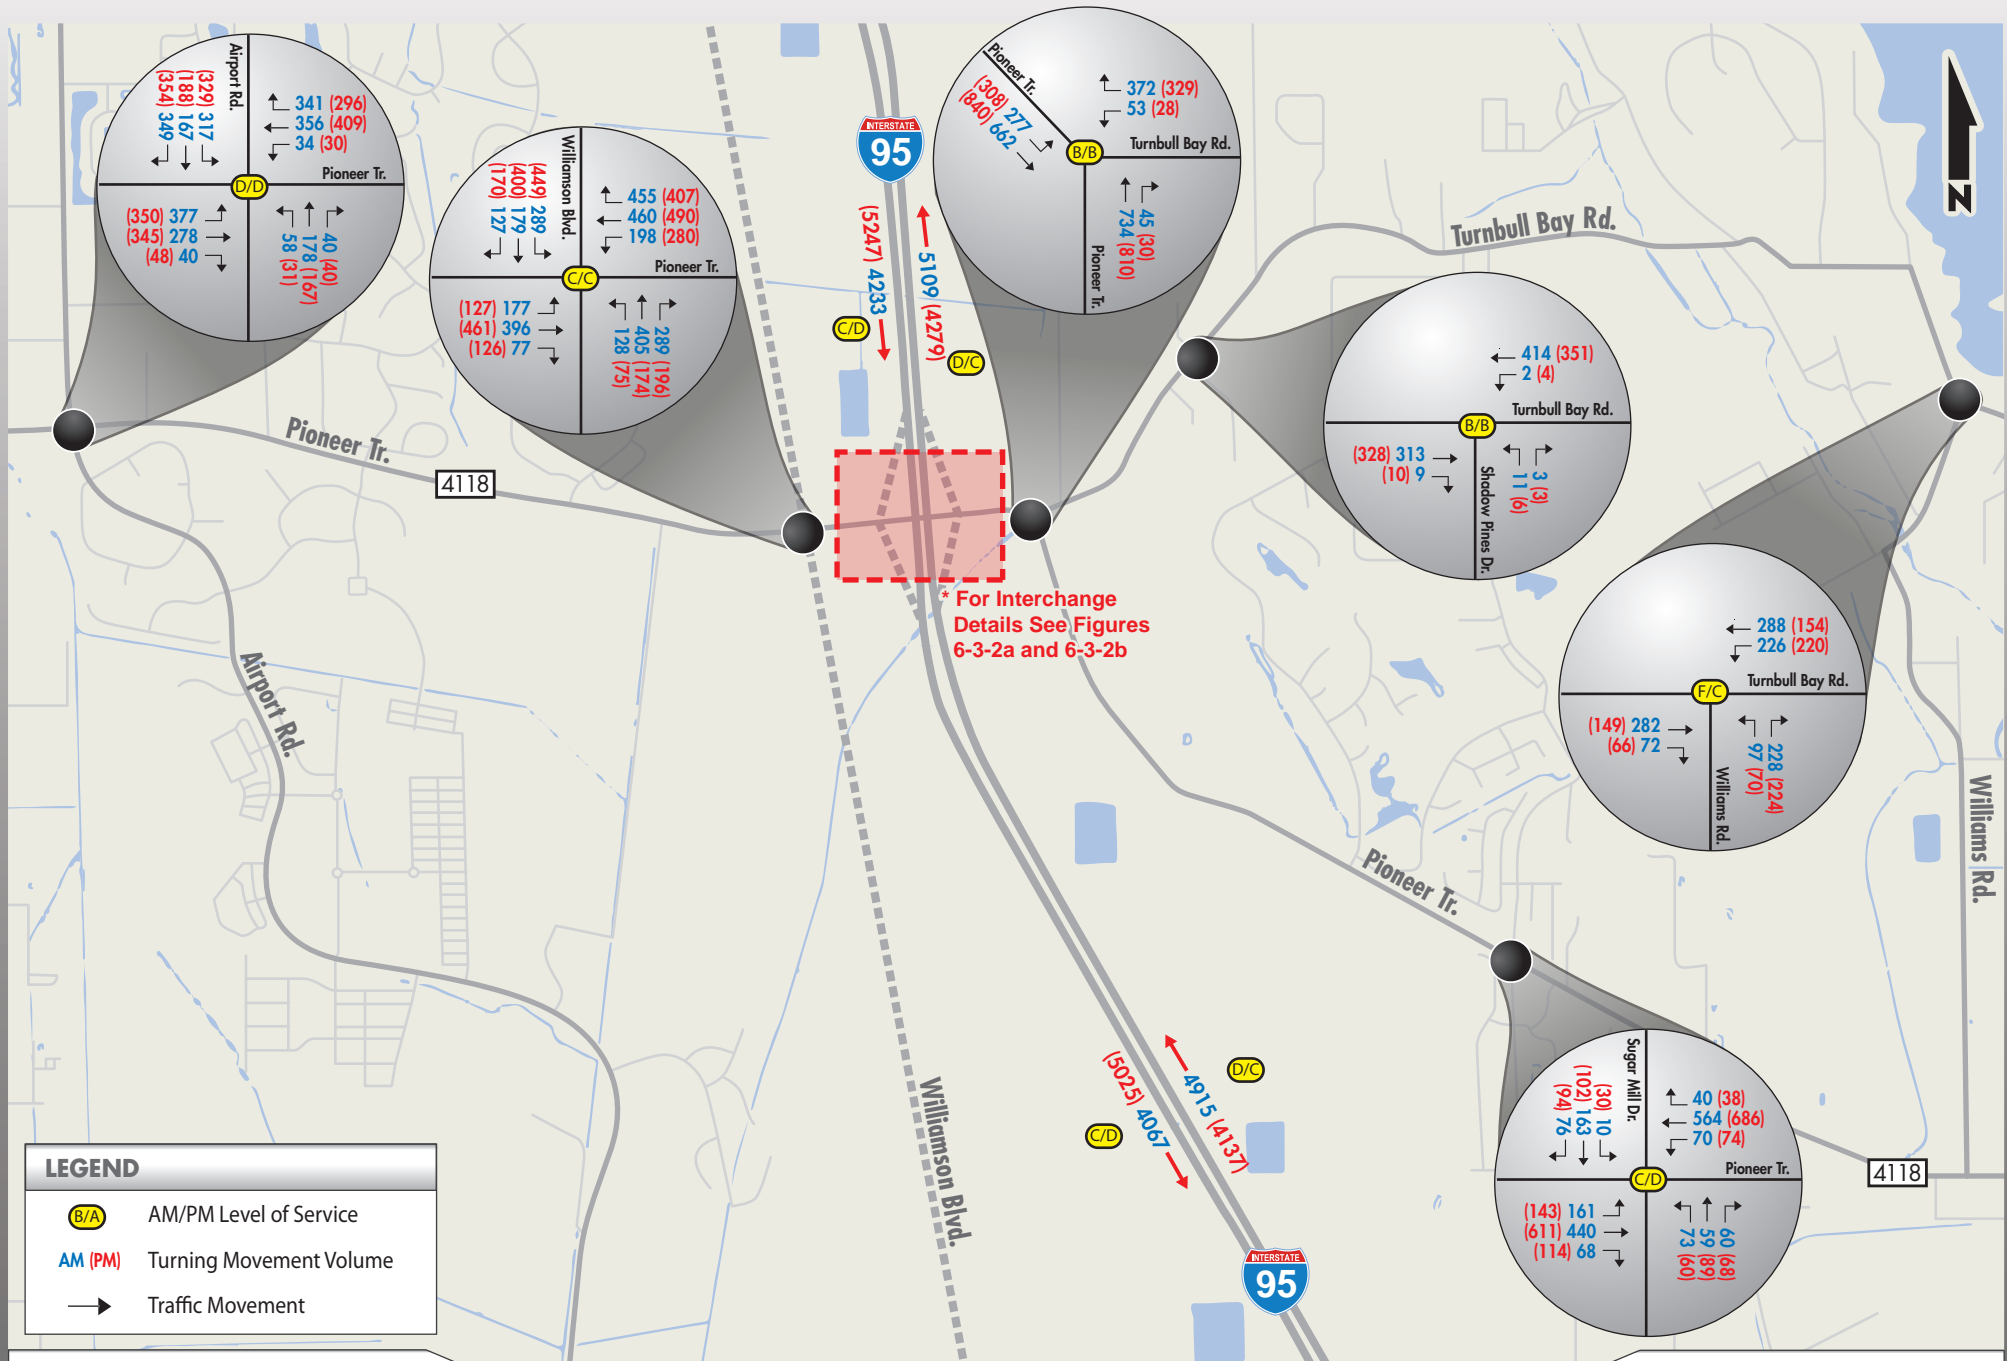 Airport Rd.
(354) 349
(188) 167
(329) 317
341 (296)
356 (409)
34 (30)
Pioneer Tr.
D/D
(350) 377
(345) 278
(48) 40
58 (31)
178 (167)
40 (40)
Williamson Blvd.
(170) 127
(400) 179
(449) 289
455 (407)
460 (490)
198 (280)
Pioneer Tr.
C/C
(127) 177
(461) 396
(126) 77
128 (75)
405 (174)
289 (196)
INTERSTATE
95
(5247) 4233
5109 (4279)
C/D
D/C
Pioneer Tr.
(308) 277
(840) 662
372 (329)
53 (28)
Turnbull Bay Rd.
B/B
734 (810)
45 (30)
Pioneer Tr.
Turnbull Bay Rd.
N
414 (351)
2 (4)
Turnbull Bay Rd.
B/B
(328) 313
(10) 9
11 (6)
3 (3)
Shadow Pines Dr.
Pioneer Tr.
4118
* For Interchange
Details See Figures
6-3-2a and 6-3-2b
288 (154)
226 (220)
Turnbull Bay Rd.
F/C
(149) 282
(66) 72
97 (70)
228 (224)
Williams Rd.
Airport Rd.
Williams Rd.
Pioneer Tr.
(5025) 4067
4915 (4137)
D/C
C/D
Williamson Blvd.
INTERSTATE
95
Sugar Mill Dr.
(94) 76
(102) 163
(30) 10
40 (38)
564 (686)
70 (74)
Pioneer Tr.
C/D
(143) 161
(611) 440
(114) 68
73 (60)
59 (89)
60 (68)
4118
LEGEND
B/A AM/PM Level of Service
AM (PM) Turning Movement Volume
Traffic Movement